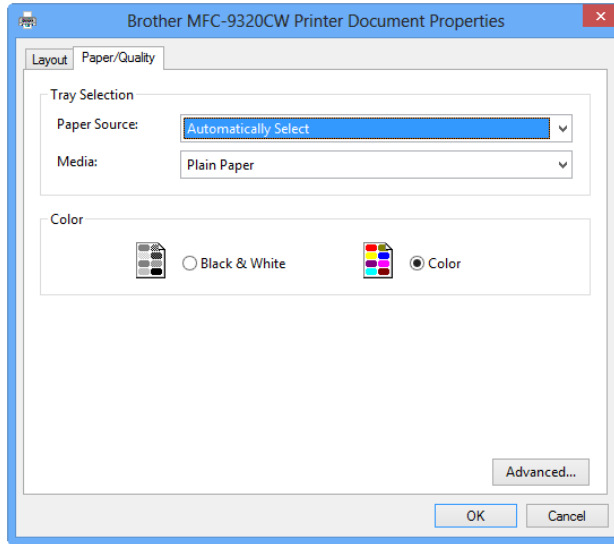 Brother MFC-9320CW Printer Document Properties
Layout
Paper/Quality
Tray Selection
Paper Source:
Automatically Select
Media:
Plain Paper
Color
Black & White
Color
Advanced...
OK
Cancel